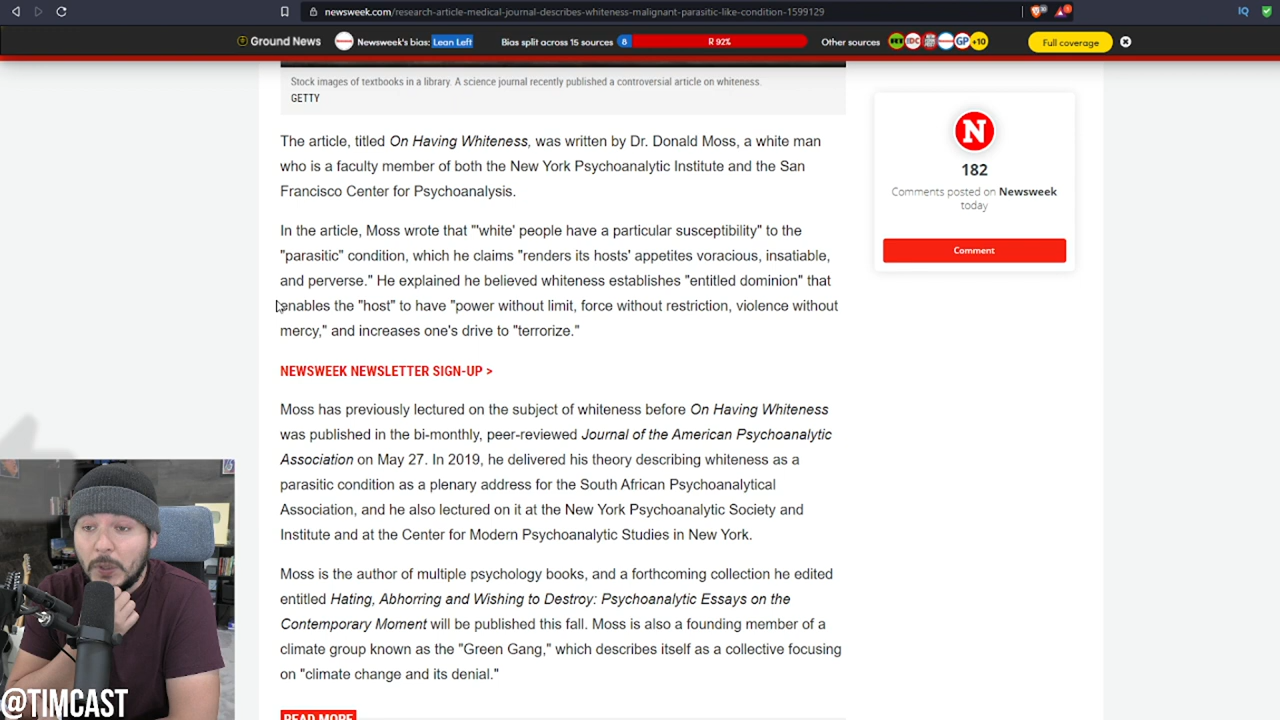 newsweek.com/research-article-medical-journal-describes-whiteness-malignant-parasitic-like-condition-1599129
IQ
Ground News
Newsweek's bias: Lean Left
Bias split across 15 sources
8
R 92%
Other sources
+10
Full coverage
Stock images of textbooks in a library. A science journal recently published a controversial article on whiteness.
GETTY
The article, titled On Having Whiteness, was written by Dr. Donald Moss, a white man
who is a faculty member of both the New York Psychoanalytic Institute and the San
Francisco Center for Psychoanalysis.
In the article, Moss wrote that "'white' people have a particular susceptibility" to the
"parasitic" condition, which he claims "renders its hosts' appetites voracious, insatiable,
and perverse." He explained he believed whiteness establishes "entitled dominion" that
enables the "host" to have "power without limit, force without restriction, violence without
mercy," and increases one's drive to "terrorize."
NEWSWEEK NEWSLETTER SIGN-UP >
Moss has previously lectured on the subject of whiteness before On Having Whiteness
was published in the bi-monthly, peer-reviewed Journal of the American Psychoanalytic
Association on May 27. In 2019, he delivered his theory describing whiteness as a
parasitic condition as a plenary address for the South African Psychoanalytical
Association, and he also lectured on it at the New York Psychoanalytic Society and
Institute and at the Center for Modern Psychoanalytic Studies in New York.
Moss is the author of multiple psychology books, and a forthcoming collection he edited
entitled Hating, Abhorring and Wishing to Destroy: Psychoanalytic Essays on the
Contemporary Moment will be published this fall. Moss is also a founding member of a
climate group known as the "Green Gang," which describes itself as a collective focusing
on "climate change and its denial."
READ MORE
N
182
Comments posted on Newsweek
today
Comment
@TIMCAST